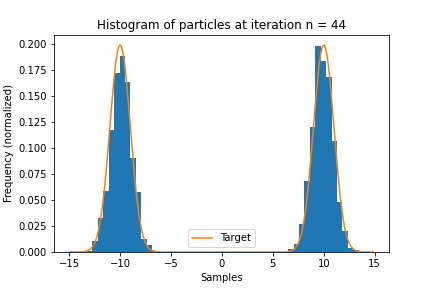 Histogram of particles at iteration n = 44
0.200
0.175
0.150
0.125
0.100
0.075
0.050
0.025
0.000
Frequency (normalized)
Target
−15 −10 −5 0 5 10 15
Samples